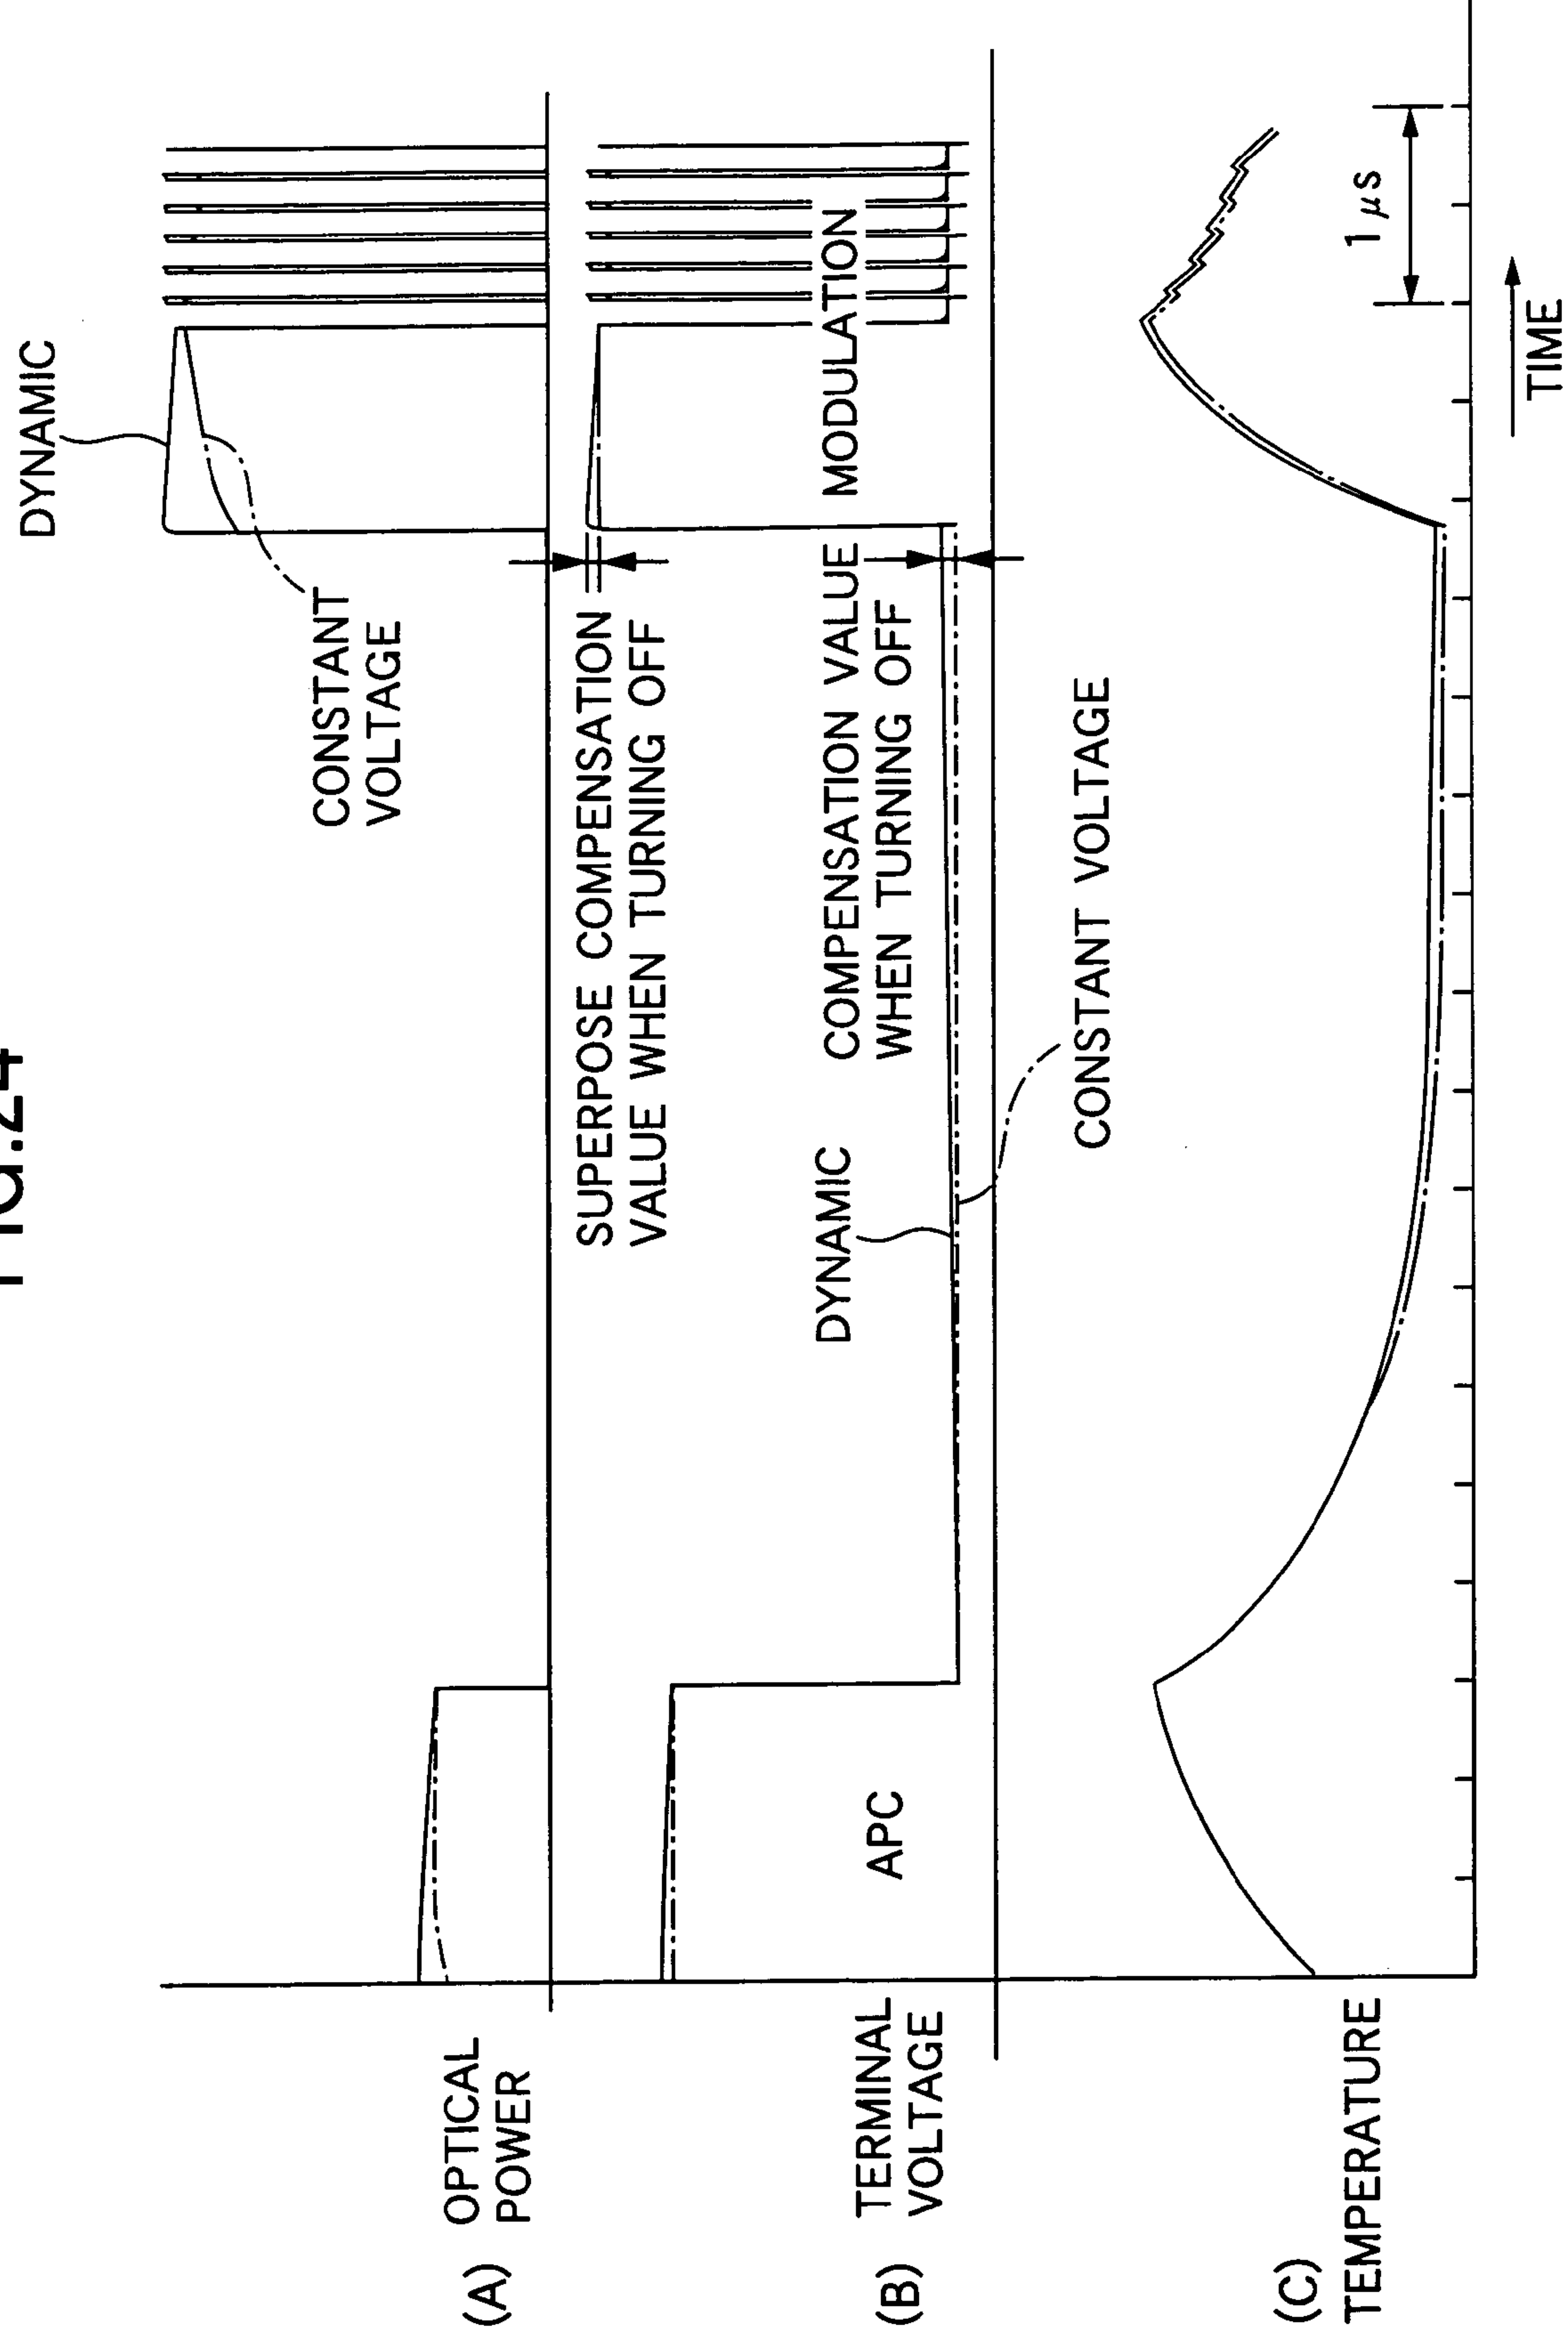 FIG.24
(A) OPTICAL
POWER
DYNAMIC
CONSTANT
VOLTAGE
SUPERPOSE COMPENSATION
VALUE WHEN TURNING OFF
(B) TERMINAL
VOLTAGE
APC
DYNAMIC
COMPENSATION VALUE
WHEN TURNING OFF
MODULATION
CONSTANT VOLTAGE
(C)
TEMPERATURE
1 μs
TIME